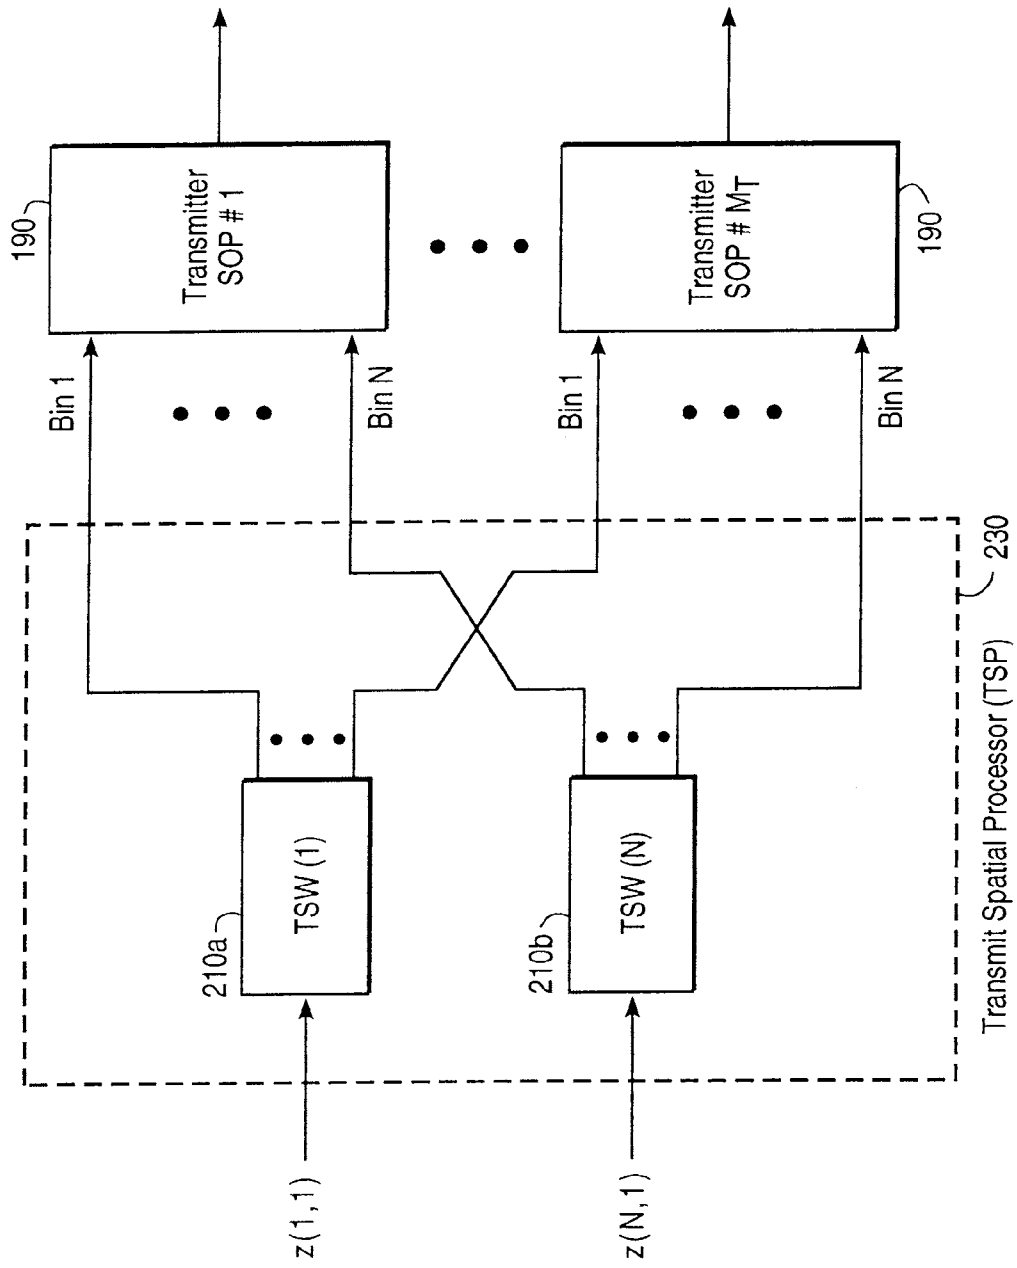 190
Transmitter
SOP # 1
Transmitter
SOP # MT
190
Bin 1
Bin N
Bin 1
Bin N
230
Transmit Spatial Processor (TSP)
TSW (1)
210a
TSW (N)
210b
z(1,1)
z(N,1)